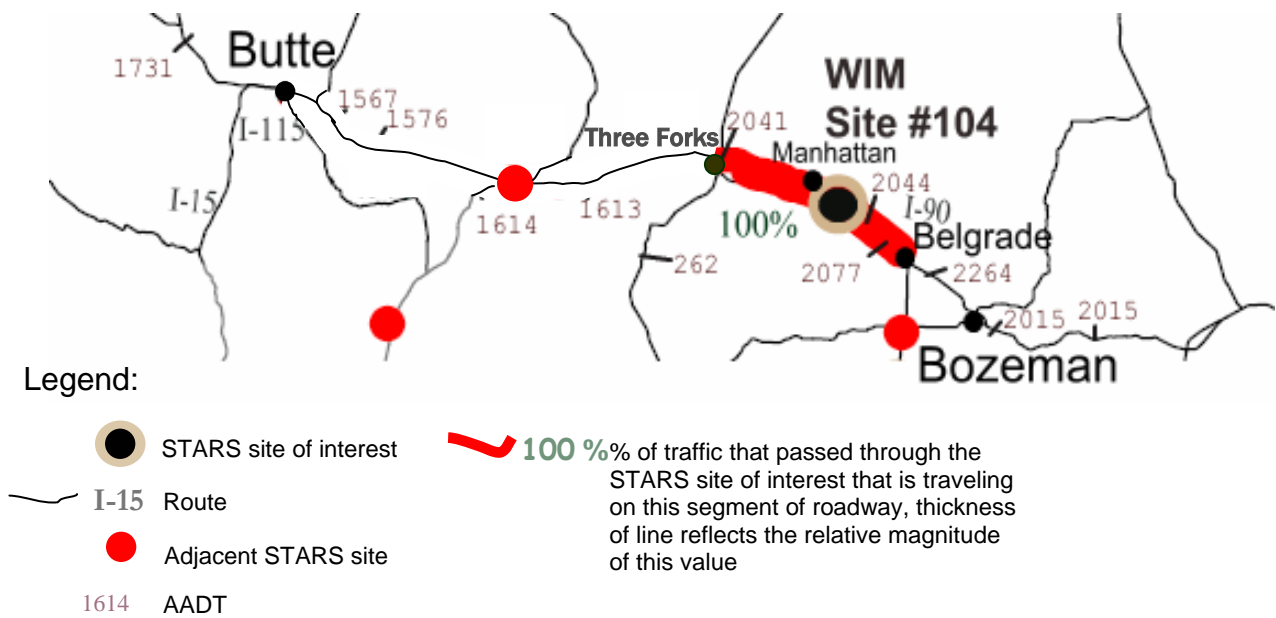 Butte
1731
1567
1576
I-115
I-15
1614
1613
Three Forks
2041
WIM
Site #104
Manhattan
2044
I-90
100%
Belgrade
262
2077
2264
2015
2015
Bozeman
Legend:
STARS site of interest
I-15 Route
Adjacent STARS site
1614 AADT
100 % % of traffic that passed through the
STARS site of interest that is traveling
on this segment of roadway, thickness
of line reflects the relative magnitude
of this value